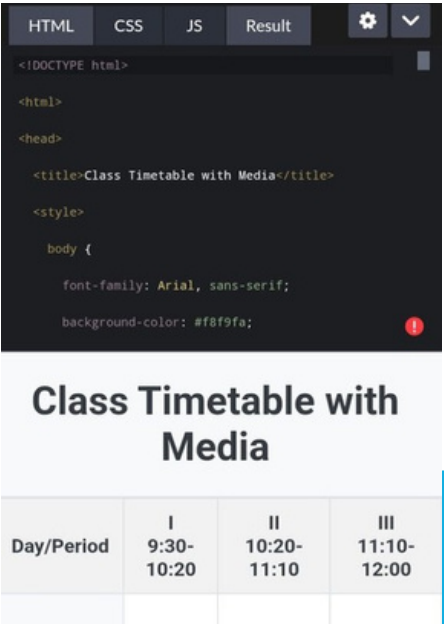 HTML CSS JS Result
<!DOCTYPE html>
<html>
<head>
<title>Class Timetable with Media</title>
<style>
body {
font-family: Arial, sans-serif;
background-color: #f8f9fa;
Class Timetable with
Media
Day/Period
I
9:30-
10:20
II
10:20-
11:10
III
11:10-
12:00